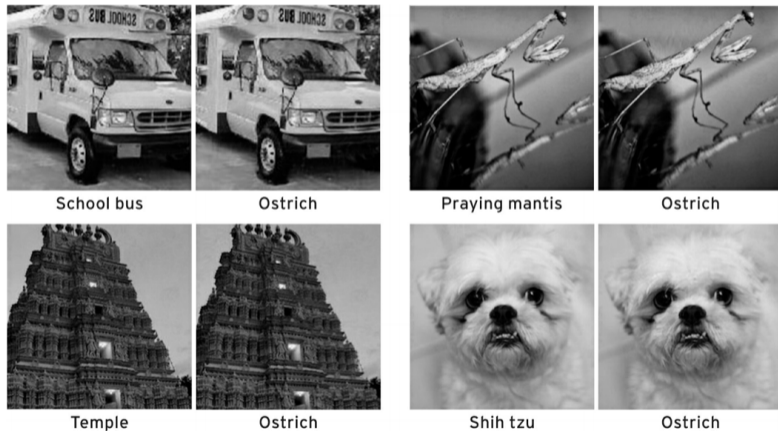 SCHOOL BUS
SCHOOL BUS
School bus
Ostrich
Praying mantis
Ostrich
Temple
Ostrich
Shih tzu
Ostrich